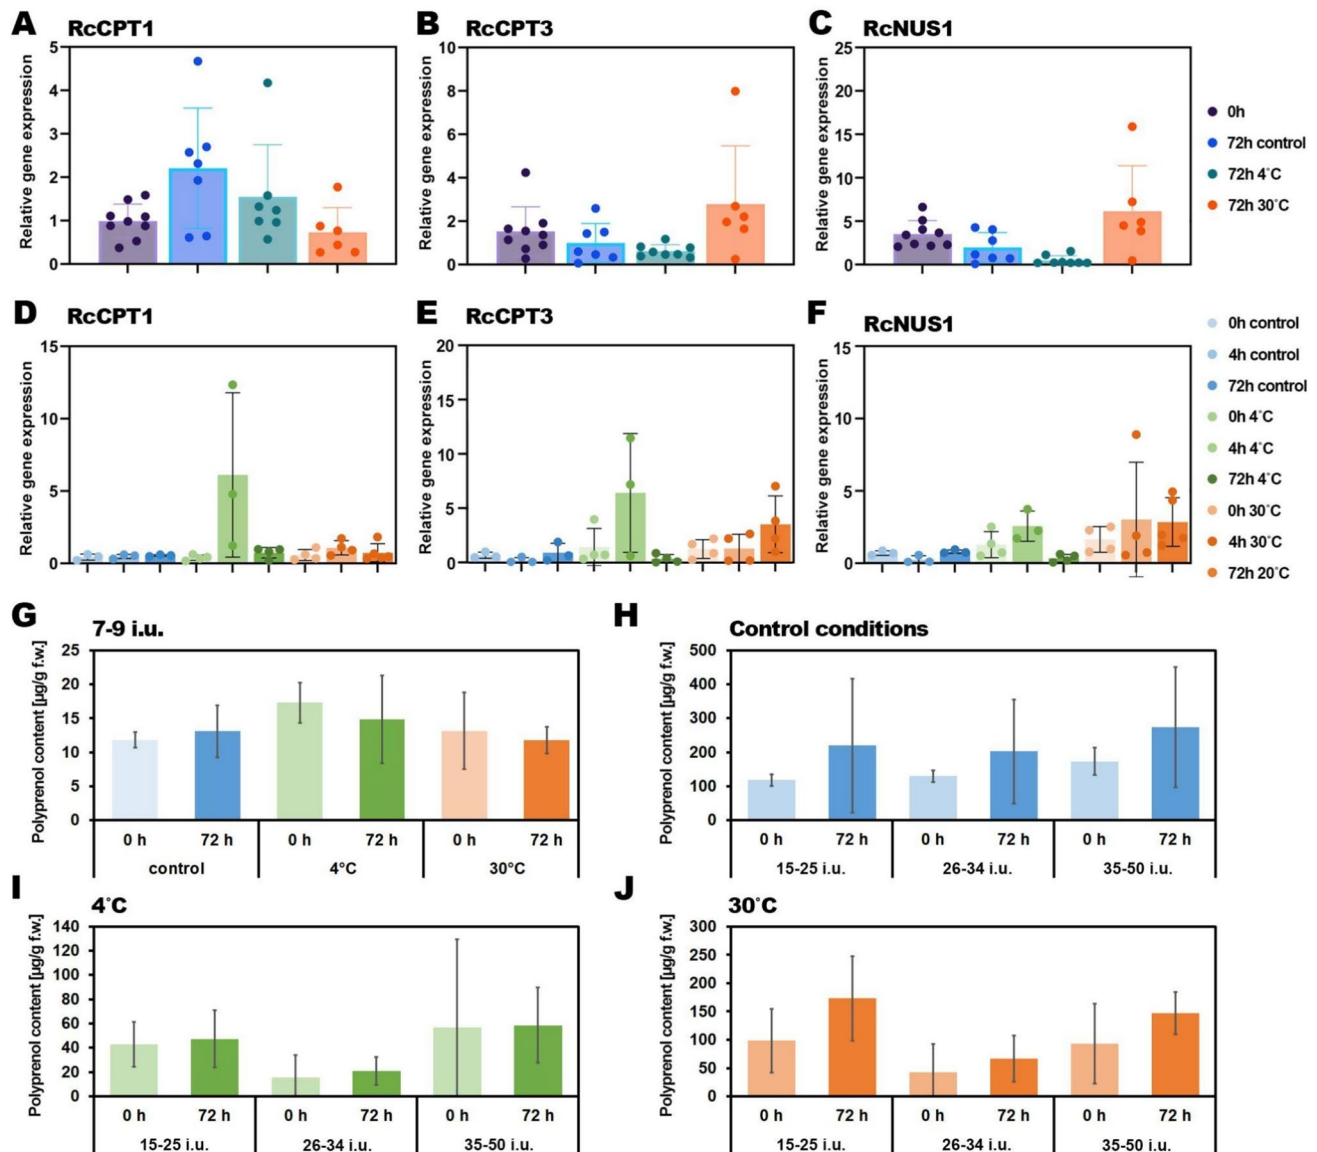 A RcCPT1
B RcCPT3
C RcNUS1
Relative gene expression
5
4
3
2
1
0
Relative gene expression
10
8
6
4
2
0
Relative gene expression
25
20
15
10
5
0
0h
72h control
72h 4°C
72h 30°C
D RcCPT1
E RcCPT3
F RcNUS1
Relative gene expression
15
10
5
0
Relative gene expression
20
15
10
5
0
Relative gene expression
15
10
5
0
0h control
4h control
72h control
0h 4°C
4h 4°C
72h 4°C
0h 30°C
4h 30°C
72h 20°C
G 7-9 i.u.
Polyprenol content [µg/g f.w.]
25
20
15
10
5
0
0 h 72 h 0 h 72 h 0 h 72 h
control 4°C 30°C
H Control conditions
Polyprenol content [µg/g f.w.]
500
400
300
200
100
0
0 h 72 h 0 h 72 h 0 h 72 h
15-25 i.u. 26-34 i.u. 35-50 i.u.
I 4°C
Polyprenol content [µg/g f.w.]
140
120
100
80
60
40
20
0
0 h 72 h 0 h 72 h 0 h 72 h
15-25 i.u. 26-34 i.u. 35-50 i.u.
J 30°C
Polyprenol content [µg/g f.w.]
300
250
200
150
100
50
0
0 h 72 h 0 h 72 h 0 h 72 h
15-25 i.u. 26-34 i.u. 35-50 i.u.